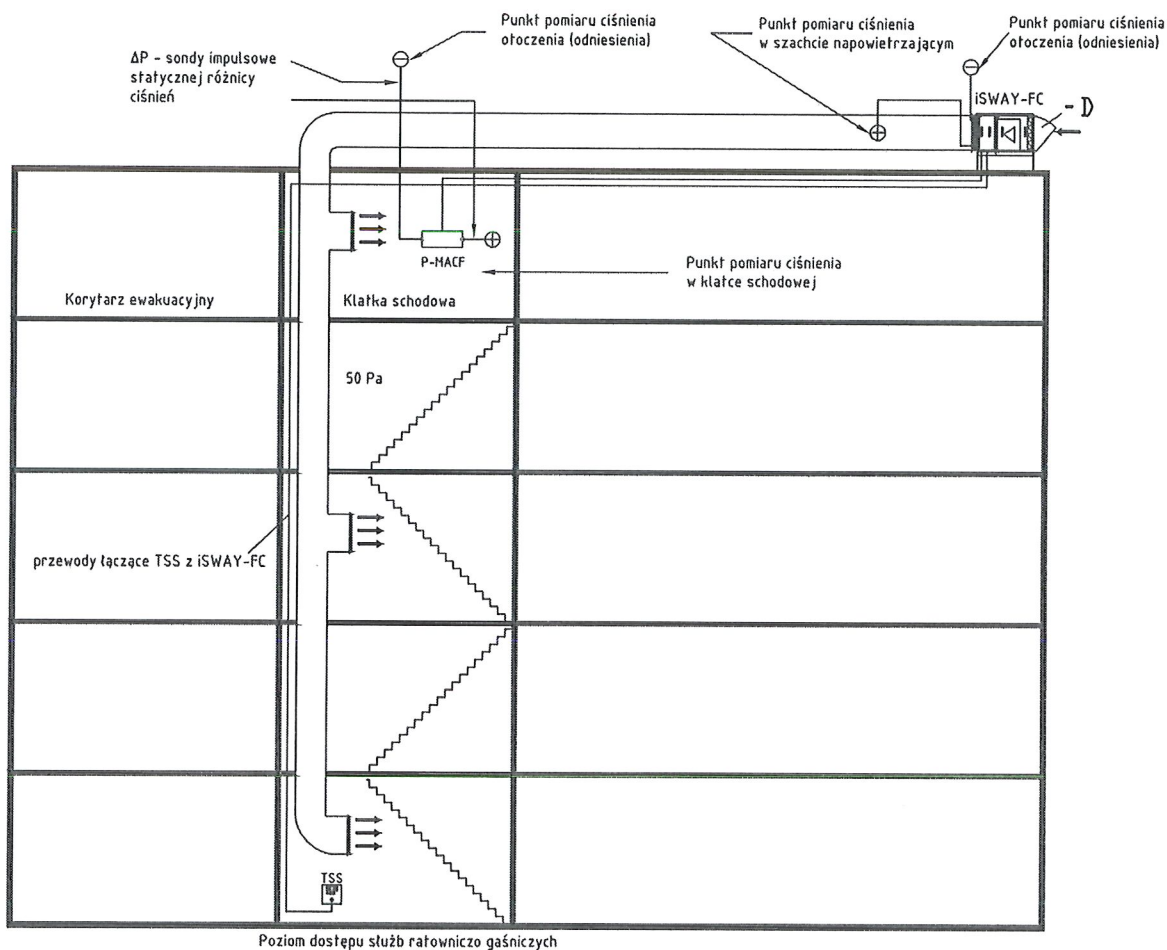 Punkt pomiaru ciśnienia
otoczenia (odniesienia)
Punkt pomiaru ciśnienia
w szachcie napowietrzającym
Punkt pomiaru ciśnienia
otoczenia (odniesienia)
ΔP - sondy impulsowe
statycznej różnicy
ciśnień
iSWAY-FC
- D
P-MACF
Punkt pomiaru ciśnienia
w klatce schodowej
Korytarz ewakuacyjny
Klatka schodowa
50 Pa
przewody łączące TSS z iSWAY-FC
TSS
Poziom dostępu służb ratowniczo gaśniczych